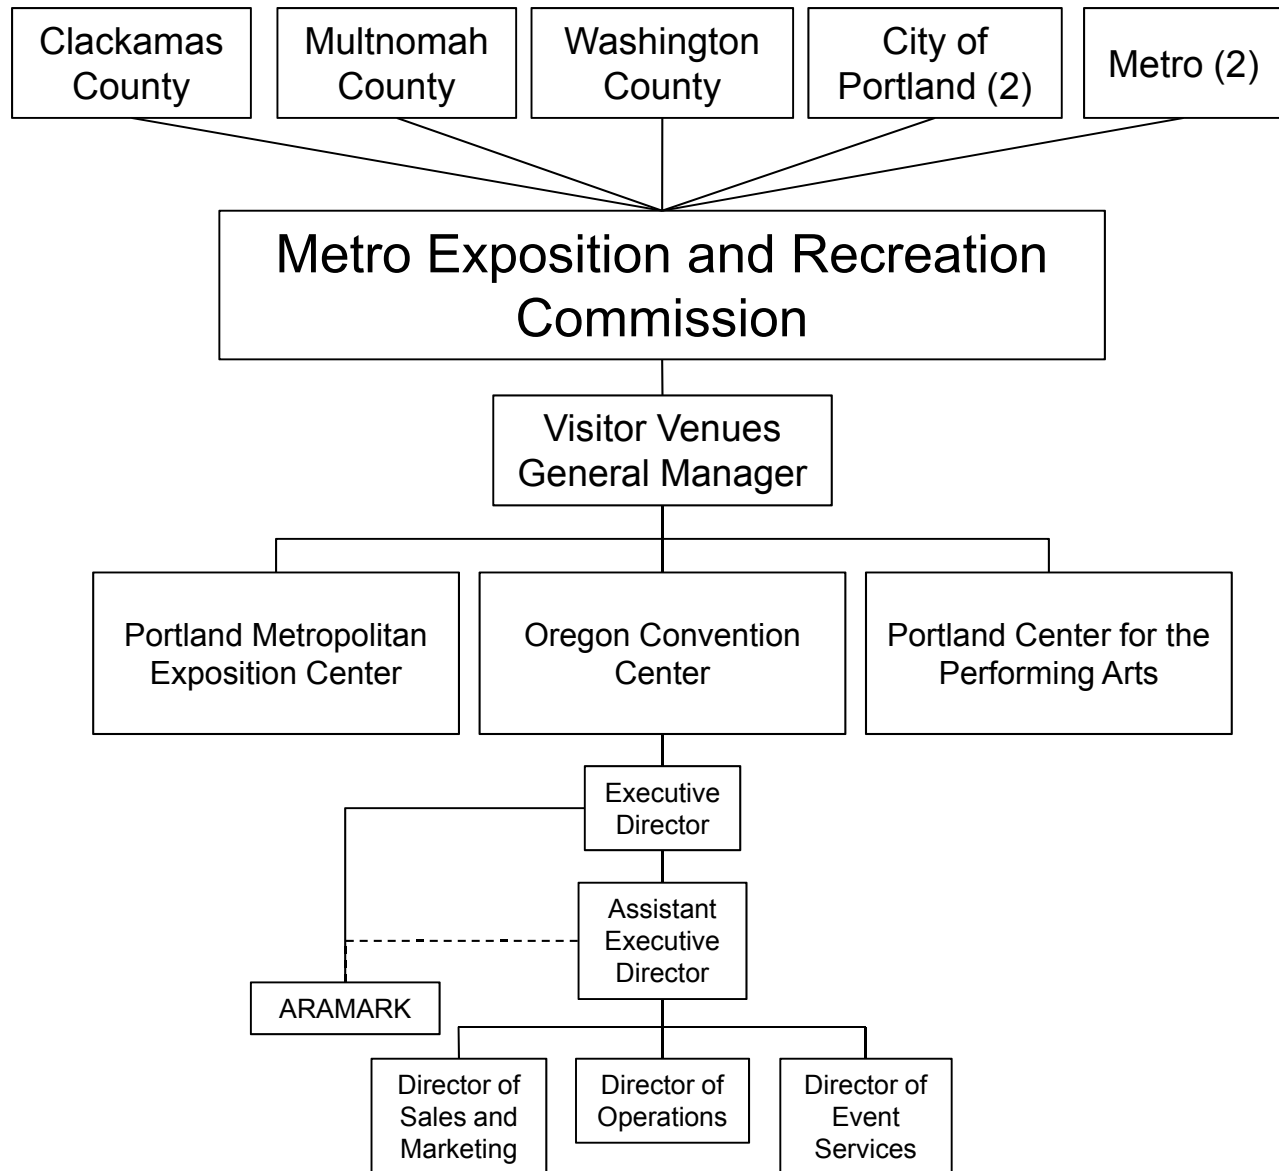 Clackamas
County
Multnomah
County
Washington
County
City of
Portland (2)
Metro (2)
Metro Exposition and Recreation
Commission
Visitor Venues
General Manager
Portland Metropolitan
Exposition Center
Oregon Convention
Center
Portland Center for the
Performing Arts
Executive
Director
Assistant
Executive
Director
ARAMARK
Director of
Sales and
Marketing
Director of
Operations
Director of
Event
Services